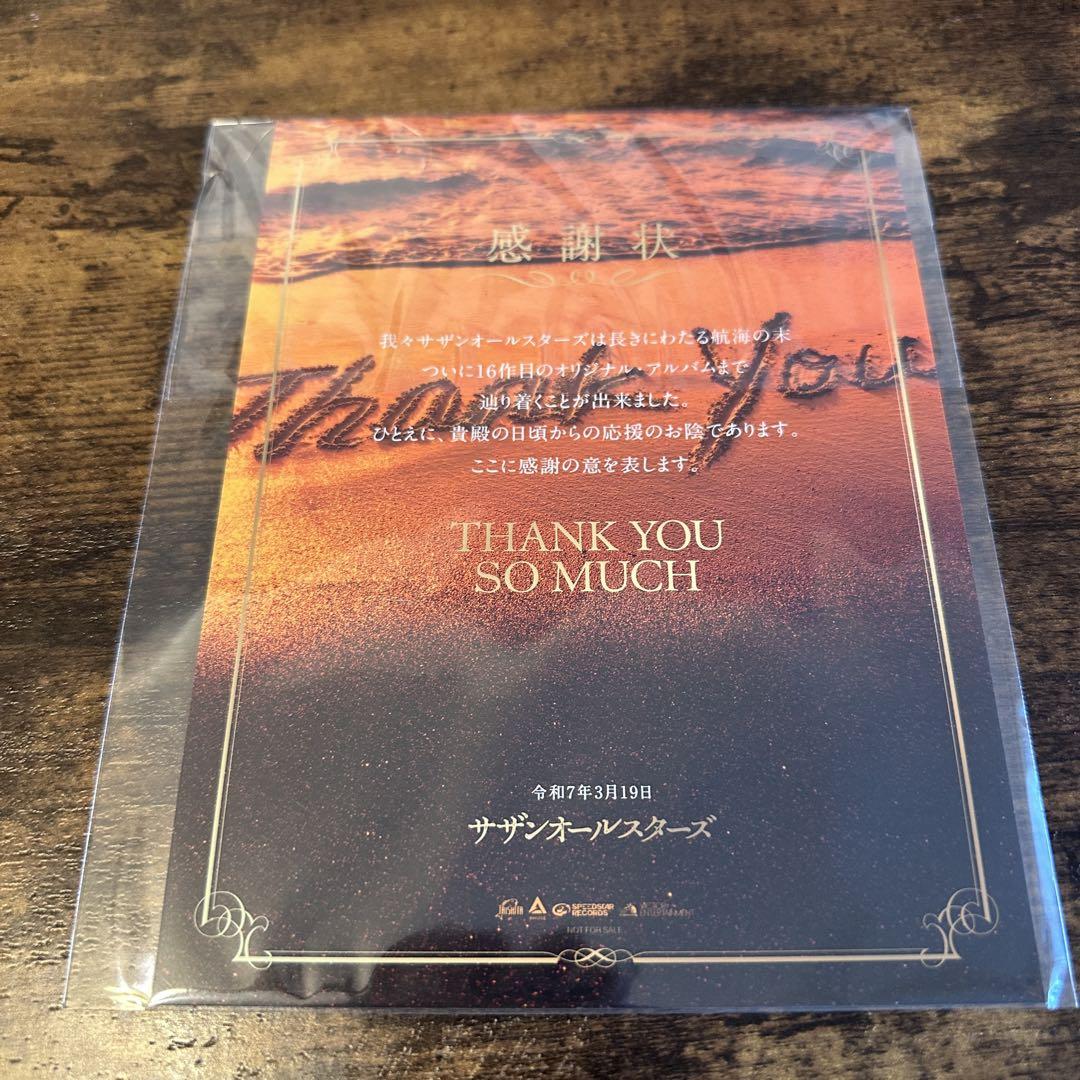 感謝状
我々サザンオールスターズは長きにわたる航海の末
ついに16作目のオリジナル・アルバムまで
辿り着くことが出来ました。
ひとえに、貴殿の日頃からの応援のお陰であります。
ここに感謝の意を表します。
Thank You
THANK YOU
SO MUCH
令和7年3月19日
サザンオールスターズ
TAISHITA
SPEEDSTAR
RECORDS
ENTERTAINMENT
NOT FOR SALE